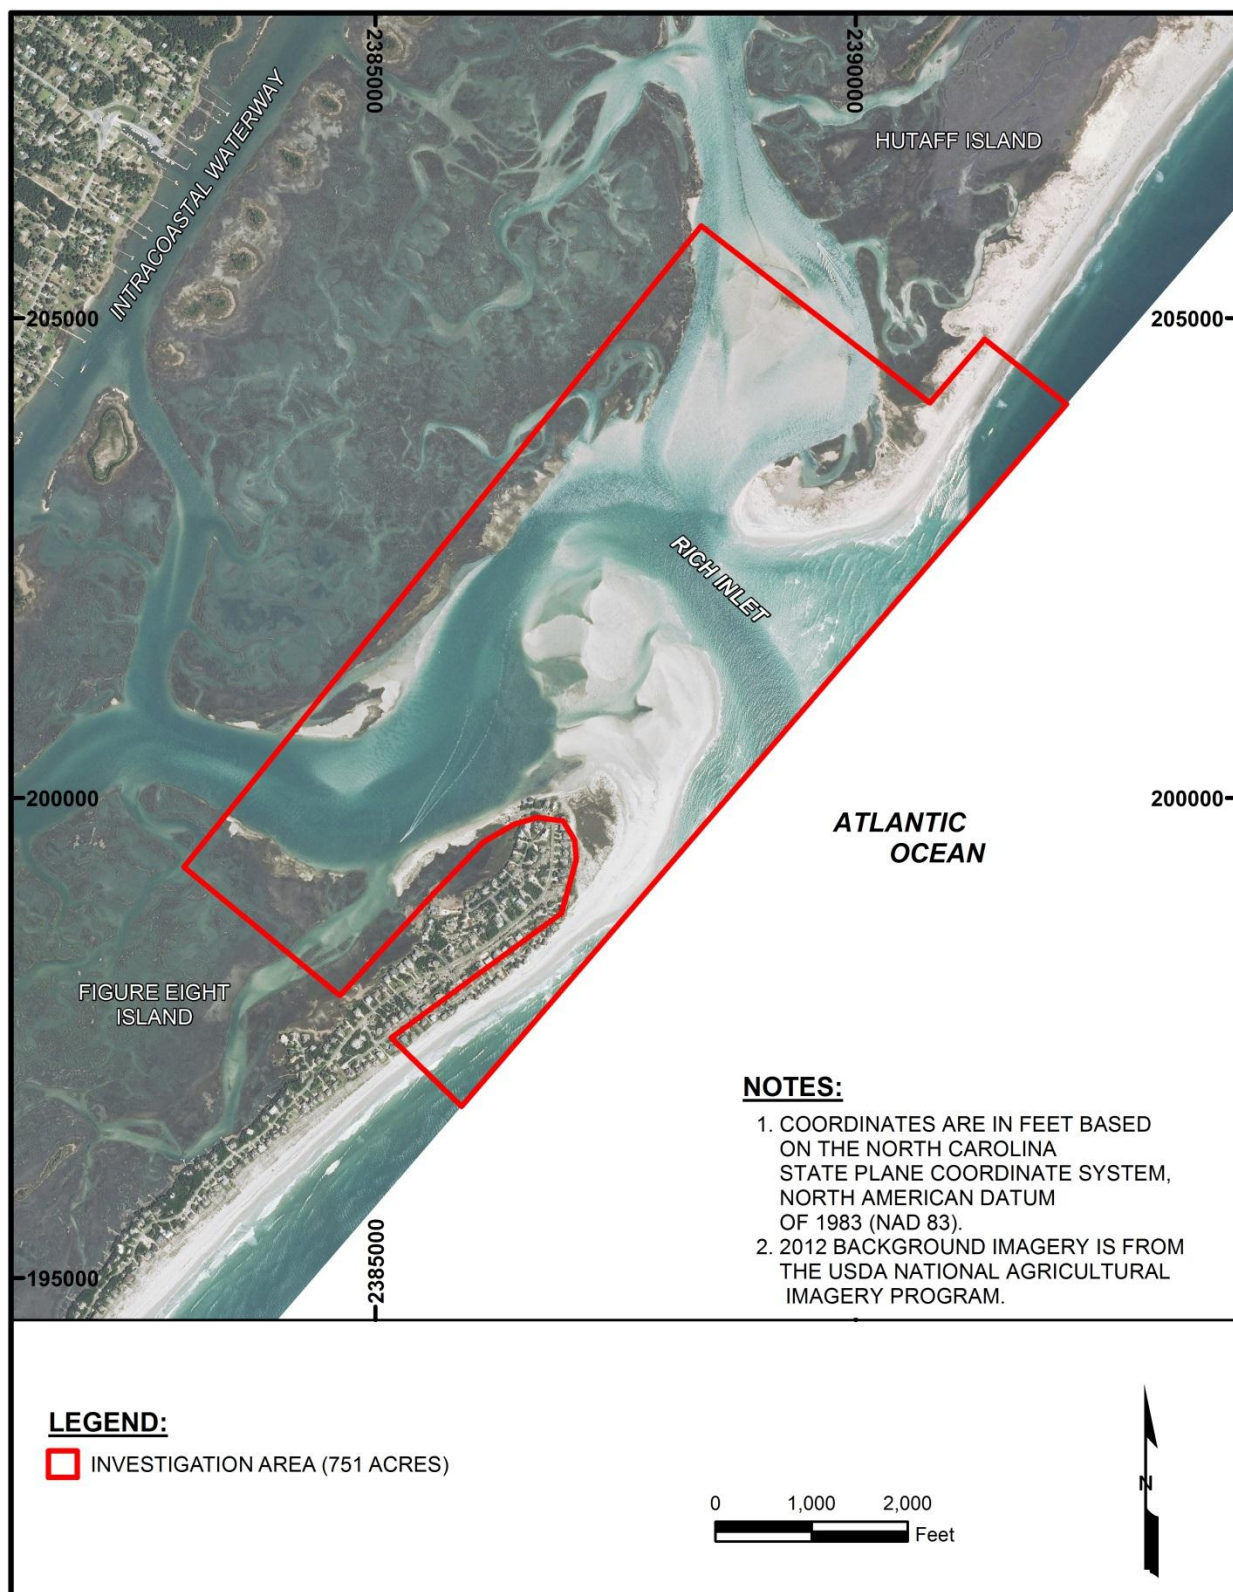 2385000
2390000
HUTAFF ISLAND
INTRACOASTAL WATERWAY
205000
205000
RICH INLET
200000
200000
ATLANTIC
OCEAN
FIGURE EIGHT
ISLAND
NOTES:
1. COORDINATES ARE IN FEET BASED
ON THE NORTH CAROLINA
STATE PLANE COORDINATE SYSTEM,
NORTH AMERICAN DATUM
OF 1983 (NAD 83).
2. 2012 BACKGROUND IMAGERY IS FROM
THE USDA NATIONAL AGRICULTURAL
IMAGERY PROGRAM.
2385000
195000
LEGEND:
INVESTIGATION AREA (751 ACRES)
0 1,000 2,000
Feet
N